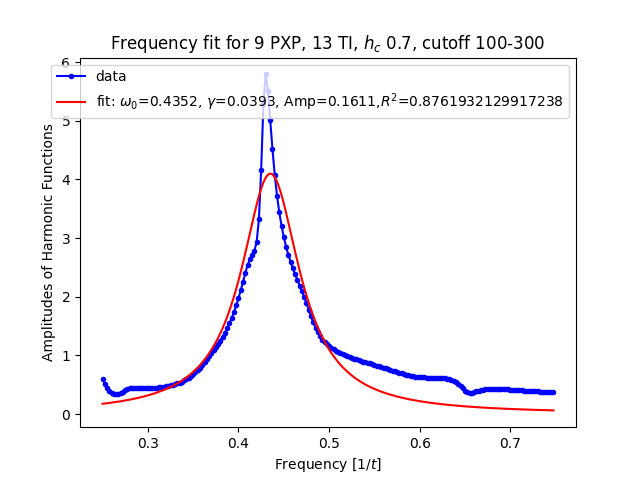 Frequency fit for 9 PXP, 13 TI, $h_c$ 0.7, cutoff 100-300
data
fit: $\omega_0$=0.4352, $\gamma$=0.0393, Amp=0.1611,$R^2$=0.8761932129917238
Amplitudes of Harmonic Functions
6
5
4
3
2
1
0
0.3 0.4 0.5 0.6 0.7
Frequency [1/$t$]